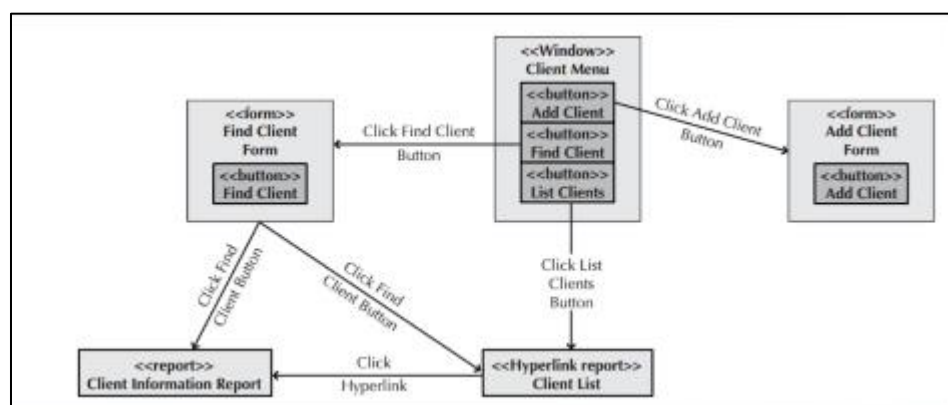 <<Window>>
Client Menu
<<button>>
Add Client
<<button>>
Find Client
<<button>>
List Clients
<<form>>
Find Client
Form
<<button>>
Find Client
Click Find Client
Button
Click Add Client
Button
<<form>>
Add Client
Form
<<button>>
Add Client
Click Find
Client Button
Click Find
Client Button
Click List
Clients
Button
<<report>>
Client Information Report
Click
Hyperlink
<<Hyperlink report>>
Client List